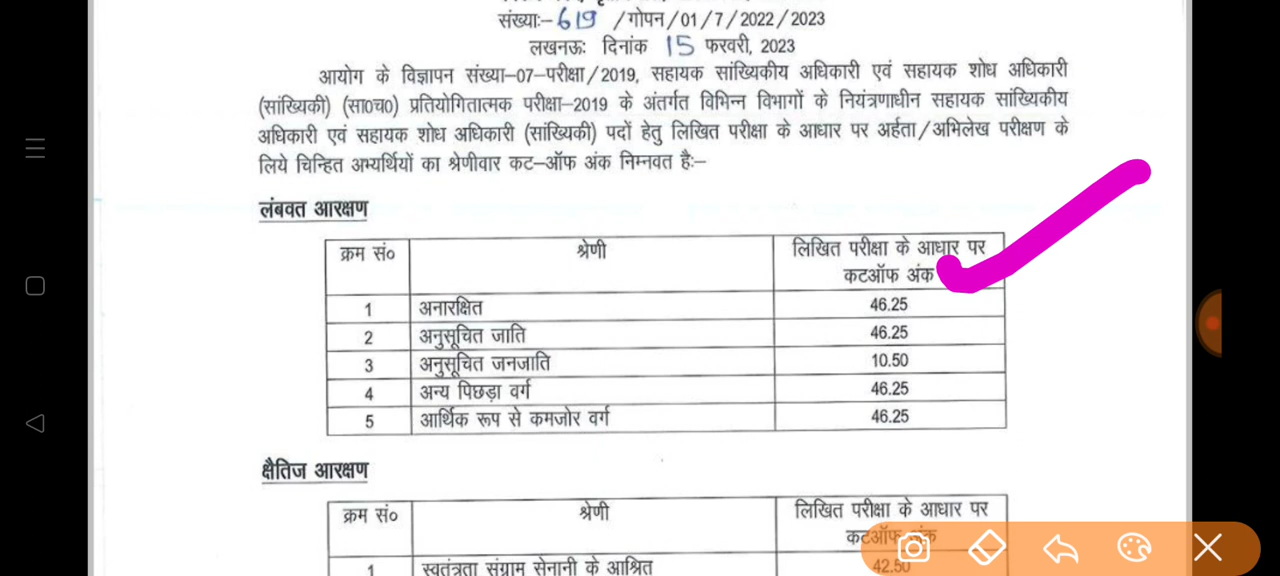 संख्याः–619 /गोपन/01/7/2022/2023
लखनऊः दिनांक 15 फरवरी, 2023
आयोग के विज्ञापन संख्या–07–परीक्षा/2019, सहायक सांख्यिकीय अधिकारी एवं सहायक शोध अधिकारी
(सांख्यिकी) (सा०च०) प्रतियोगितात्मक परीक्षा–2019 के अंतर्गत विभिन्न विभागों के नियंत्रणाधीन सहायक सांख्यिकीय
अधिकारी एवं सहायक शोध अधिकारी (सांख्यिकी) पदों हेतु लिखित परीक्षा के आधार पर अर्हता/अभिलेख परीक्षण के
लिये चिन्हित अभ्यर्थियों का श्रेणीवार कट–ऑफ अंक निम्नवत हैः–
लंबवत आरक्षण
क्रम सं० श्रेणी लिखित परीक्षा के आधार पर
कटऑफ अंक
1 अनारक्षित 46.25
2 अनुसूचित जाति 46.25
3 अनुसूचित जनजाति 10.50
4 अन्य पिछड़ा वर्ग 46.25
5 आर्थिक रूप से कमजोर वर्ग 46.25
क्षैतिज आरक्षण
क्रम सं० श्रेणी लिखित परीक्षा के आधार पर
कटऑफ अंक
1 स्वतंत्रता संग्राम सेनानी के आश्रित 42.50